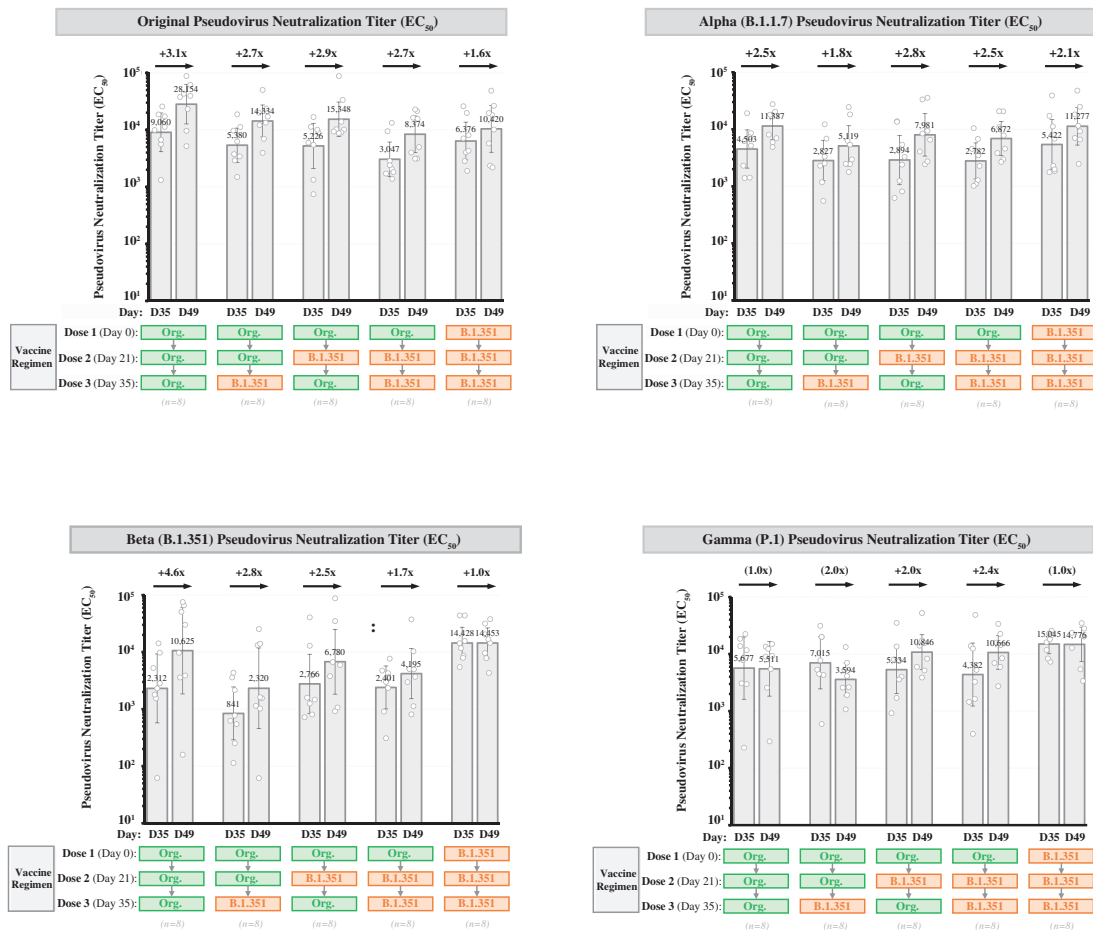 Original Pseudovirus Neutralization Titer (EC50)
+3.1x +2.7x +2.9x +2.7x +1.6x
Pseudovirus Neutralization Titer (EC50)
10^5
10^4
10^3
10^2
10^1
9,060 28,154 5,380 14,334 5,226 15,348 3,047 8,374 6,376 10,420
Day: D35 D49 D35 D49 D35 D49 D35 D49 D35 D49
Vaccine Regimen
Dose 1 (Day 0): Org. Org. Org. Org. B.1.351
Dose 2 (Day 21): Org. Org. B.1.351 B.1.351 B.1.351
Dose 3 (Day 35): Org. B.1.351 Org. B.1.351 B.1.351
(n=8) (n=8) (n=8) (n=8) (n=8)
Alpha (B.1.1.7) Pseudovirus Neutralization Titer (EC50)
+2.5x +1.8x +2.8x +2.5x +2.1x
Pseudovirus Neutralization Titer (EC50)
10^5
10^4
10^3
10^2
10^1
4,503 11,387 2,827 5,119 2,894 7,981 2,782 6,872 5,422 11,277
Day: D35 D49 D35 D49 D35 D49 D35 D49 D35 D49
Vaccine Regimen
Dose 1 (Day 0): Org. Org. Org. Org. B.1.351
Dose 2 (Day 21): Org. Org. B.1.351 B.1.351 B.1.351
Dose 3 (Day 35): Org. B.1.351 Org. B.1.351 B.1.351
(n=8) (n=8) (n=8) (n=8) (n=8)
Beta (B.1.351) Pseudovirus Neutralization Titer (EC50)
+4.6x +2.8x +2.5x +1.7x +1.0x
Pseudovirus Neutralization Titer (EC50)
10^5
10^4
10^3
10^2
10^1
:
2,312 10,625 841 2,320 2,766 6,780 2,401 4,195 14,428 14,453
Day: D35 D49 D35 D49 D35 D49 D35 D49 D35 D49
Vaccine Regimen
Dose 1 (Day 0): Org. Org. Org. Org. B.1.351
Dose 2 (Day 21): Org. Org. B.1.351 B.1.351 B.1.351
Dose 3 (Day 35): Org. B.1.351 Org. B.1.351 B.1.351
(n=8) (n=8) (n=8) (n=8) (n=8)
Gamma (P.1) Pseudovirus Neutralization Titer (EC50)
(1.0x) (2.0x) +2.0x +2.4x (1.0x)
Pseudovirus Neutralization Titer (EC50)
10^5
10^4
10^3
10^2
10^1
5,677 5,511 7,015 3,594 5,334 10,846 4,382 10,666 15,045 14,776
Day: D35 D49 D35 D49 D35 D49 D35 D49 D35 D49
Vaccine Regimen
Dose 1 (Day 0): Org. Org. Org. Org. B.1.351
Dose 2 (Day 21): Org. Org. B.1.351 B.1.351 B.1.351
Dose 3 (Day 35): Org. B.1.351 Org. B.1.351 B.1.351
(n=8) (n=8) (n=8) (n=8) (n=8)